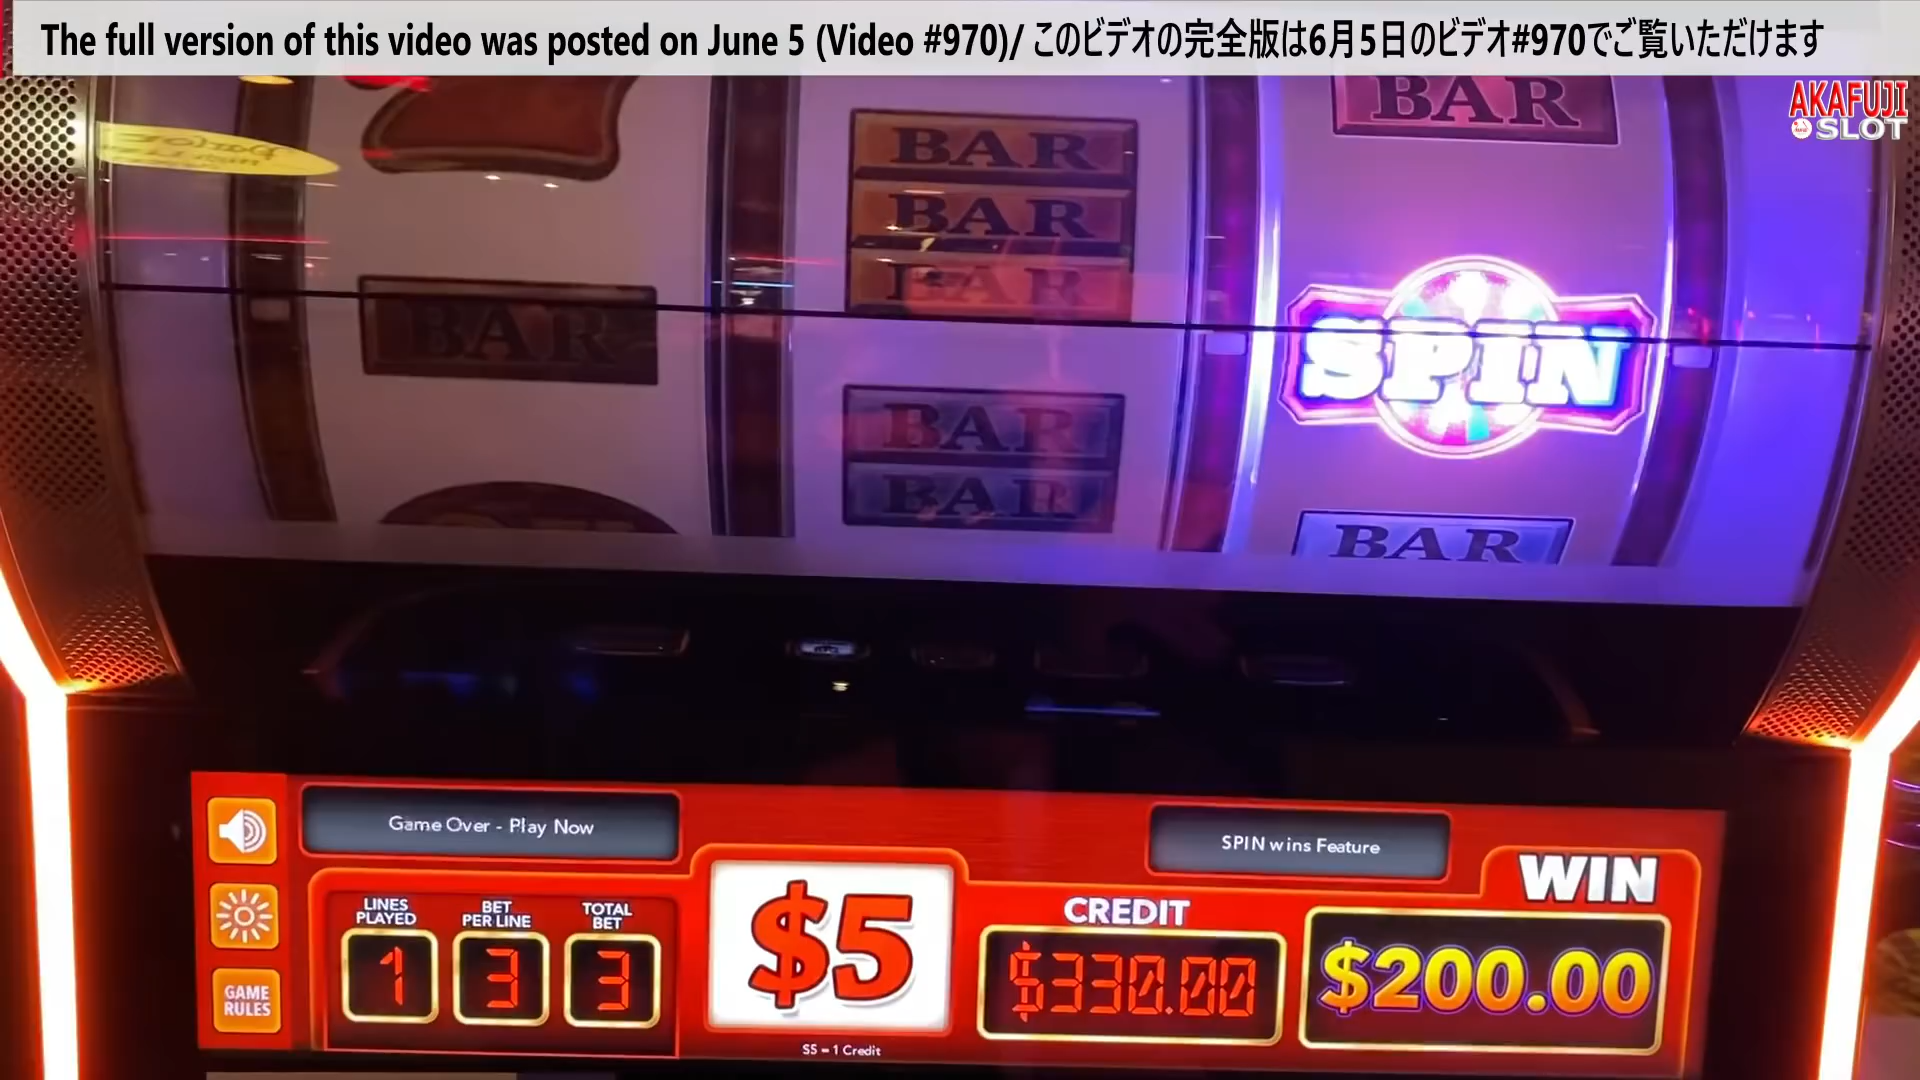 The full version of this video was posted on June 5 (Video #970)/ このビデオの完全版は6月5日のビデオ#970でご覧いただけます
AKAFUJI
SLOT
BAR
BAR
BAR
BAR
BAR
SPIN
BAR
BAR
BAR
Game Over - Play Now
SPIN wins Feature
WIN
LINES
PLAYED
BET
PER LINE
TOTAL
BET
$5
CREDIT
1
3
3
$330.00
$200.00
GAME
RULES
$5 = 1 Credit